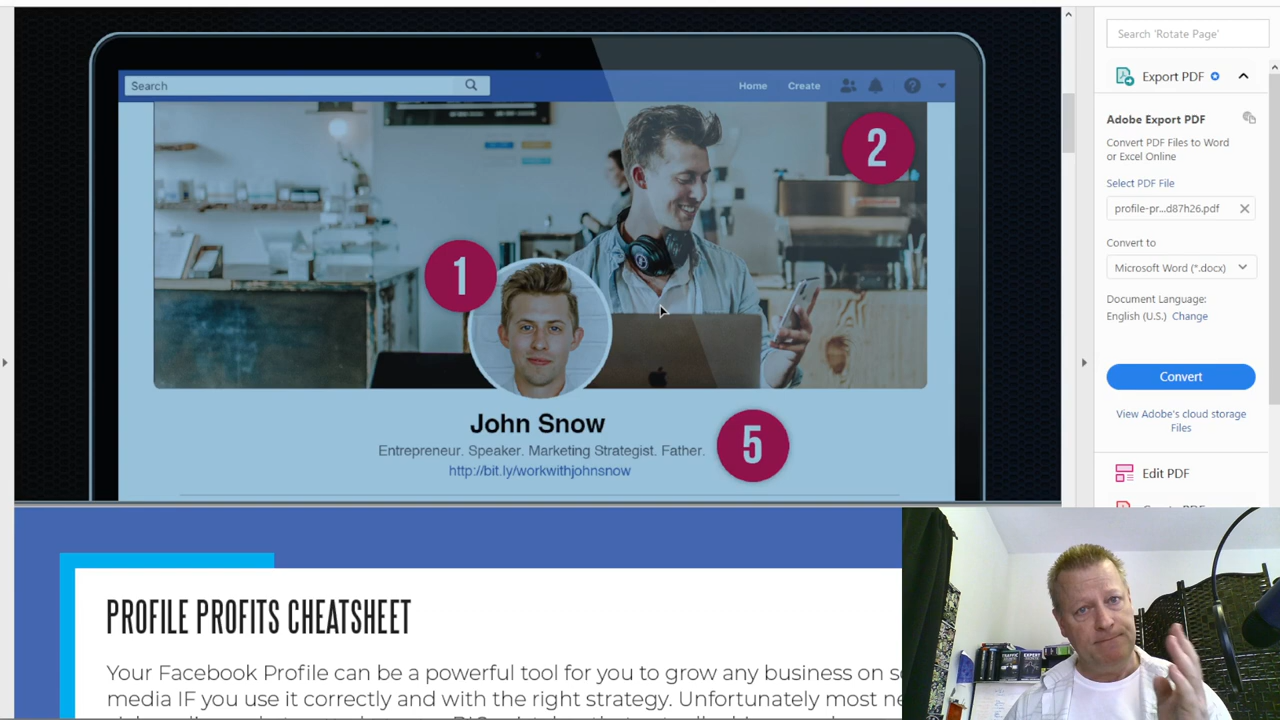 Search
Home
Create
2
1
John Snow
Entrepreneur. Speaker. Marketing Strategist. Father.
http://bit.ly/workwithjohnsnow
5
PROFILE PROFITS CHEATSHEET
Your Facebook Profile can be a powerful tool for you to grow any business on
media IF you use it correctly and with the right strategy. Unfortunately most
Search 'Rotate Page'
Export PDF
Adobe Export PDF
Convert PDF Files to Word
or Excel Online
Select PDF File
profile-pr...d87h26.pdf
Convert to
Microsoft Word (*.docx)
Document Language:
English (U.S.) Change
Convert
View Adobe's cloud storage
Files
Edit PDF